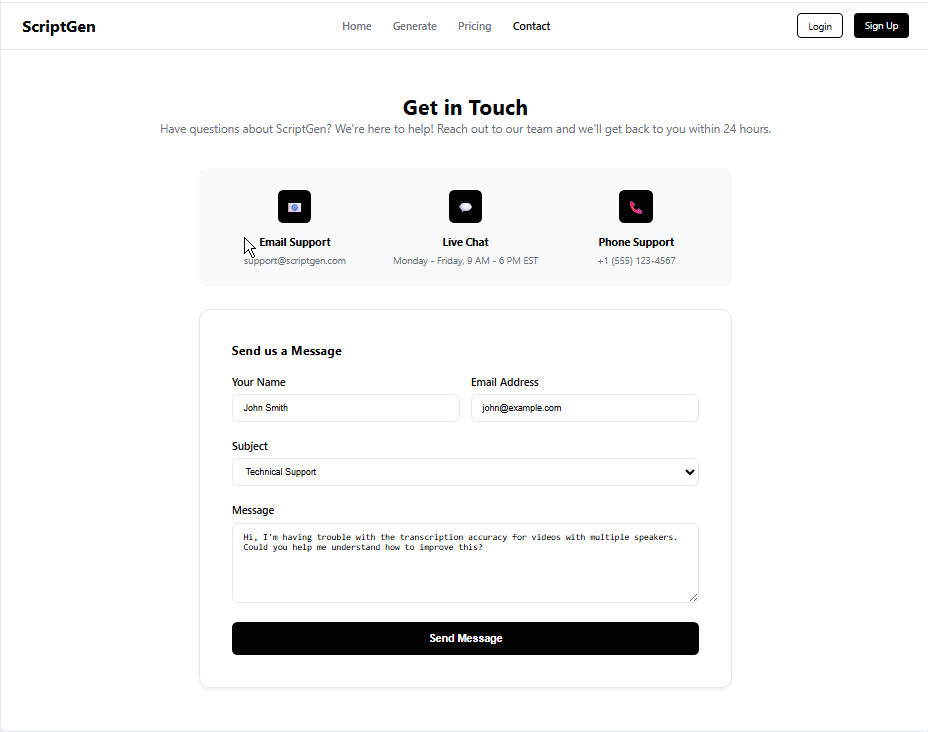 ScriptGen
Home Generate Pricing Contact
Login Sign Up
Get in Touch
Have questions about ScriptGen? We're here to help! Reach out to our team and we'll get back to you within 24 hours.
Email Support Live Chat Phone Support
support@scriptgen.com Monday - Friday, 9 AM - 6 PM EST +1 (555) 123-4567
Send us a Message
Your Name Email Address
John Smith john@example.com
Subject
Technical Support
Message
Hi, I'm having trouble with the transcription accuracy for videos with multiple speakers.
Could you help me understand how to improve this?
Send Message